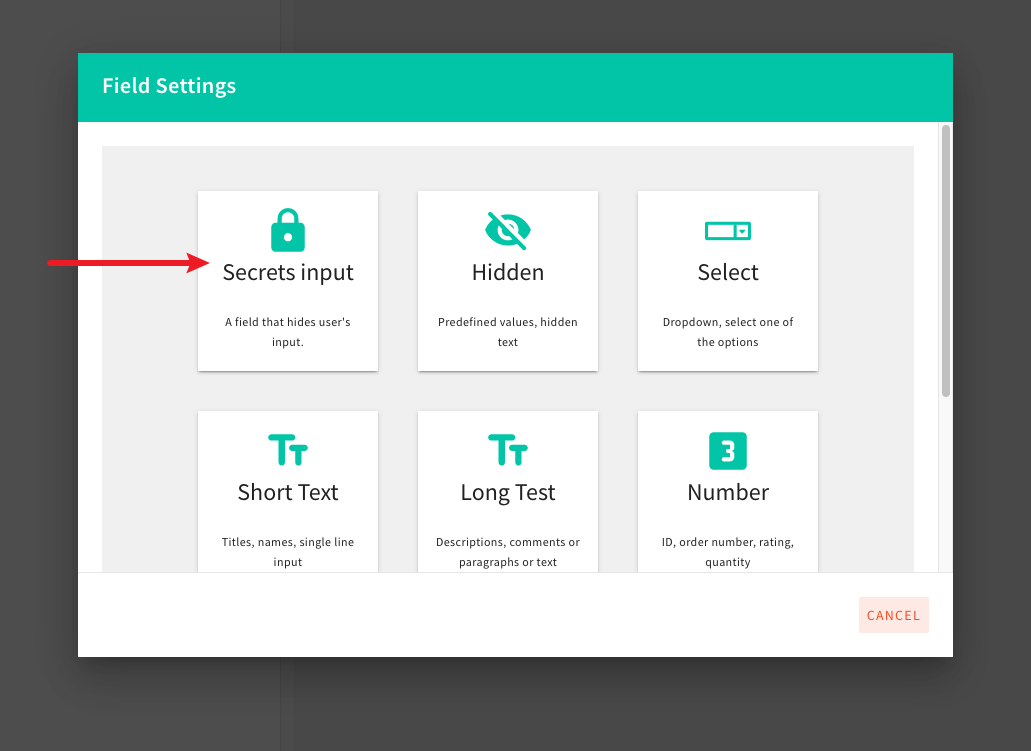 Field Settings
Secrets input
A field that hides user's
input.
Hidden
Predefined values, hidden
text
Select
Dropdown, select one of
the options
Short Text
Titles, names, single line
input
Long Test
Descriptions, comments or
paragraphs or text
3
Number
ID, order number, rating,
quantity
CANCEL